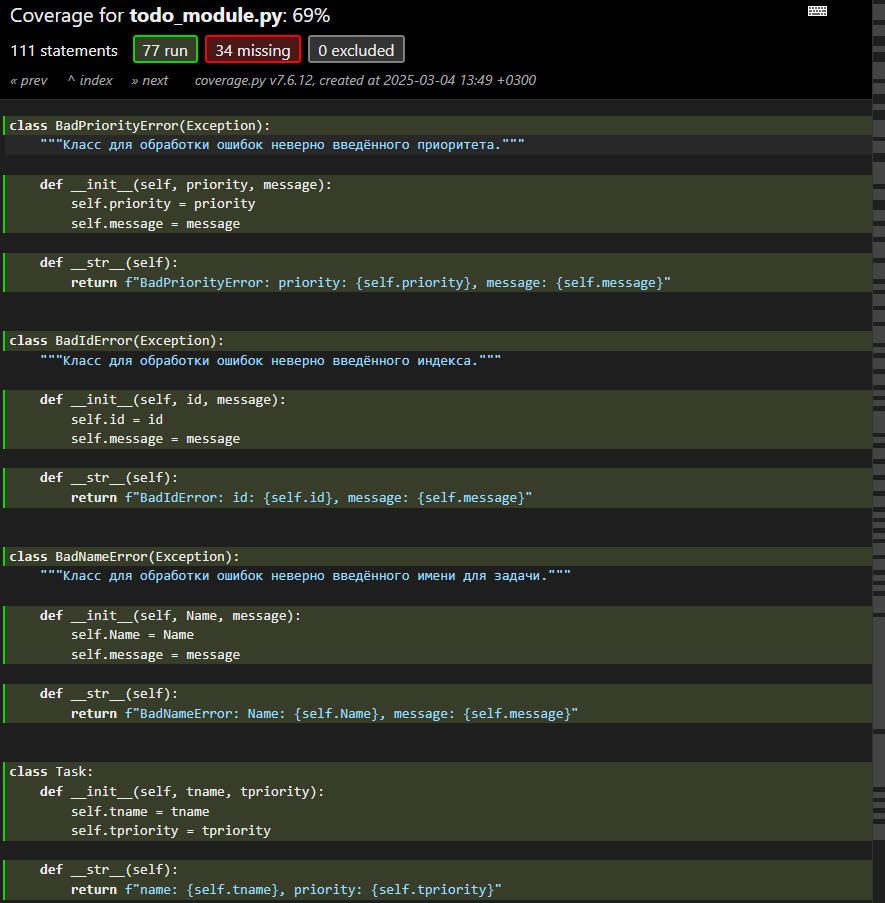 Coverage for todo_module.py: 69%
111 statements 77 run 34 missing 0 excluded
« prev ^ index » next coverage.py v7.6.12, created at 2025-03-04 13:49 +0300
class BadPriorityError(Exception):
    """Класс для обработки ошибок неверно введённого приоритета."""
    def __init__(self, priority, message):
        self.priority = priority
        self.message = message
    def __str__(self):
        return f"BadPriorityError: priority: {self.priority}, message: {self.message}"
class BadIdError(Exception):
    """Класс для обработки ошибок неверно введённого индекса."""
    def __init__(self, id, message):
        self.id = id
        self.message = message
    def __str__(self):
        return f"BadIdError: id: {self.id}, message: {self.message}"
class BadNameError(Exception):
    """Класс для обработки ошибок неверно введённого имени для задачи."""
    def __init__(self, Name, message):
        self.Name = Name
        self.message = message
    def __str__(self):
        return f"BadNameError: Name: {self.Name}, message: {self.message}"
class Task:
    def __init__(self, tname, tpriority):
        self.tname = tname
        self.tpriority = tpriority
    def __str__(self):
        return f"name: {self.tname}, priority: {self.tpriority}"